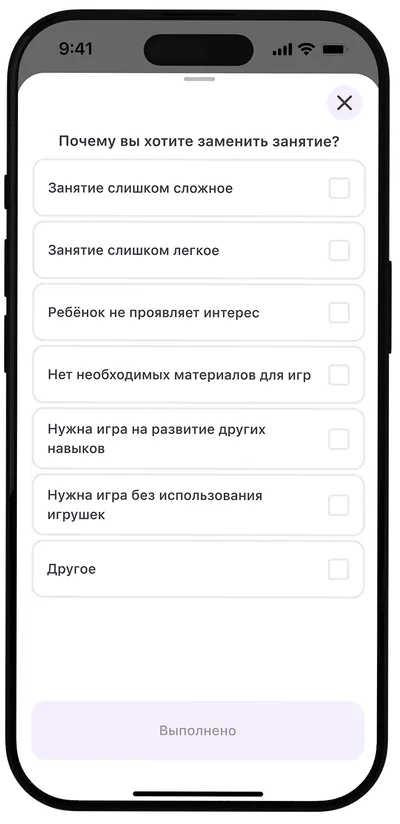 9:41
Почему вы хотите заменить занятие?
Занятие слишком сложное
Занятие слишком легкое
Ребёнок не проявляет интерес
Нет необходимых материалов для игр
Нужна игра на развитие других
навыков
Нужна игра без использования
игрушек
Другое
Выполнено